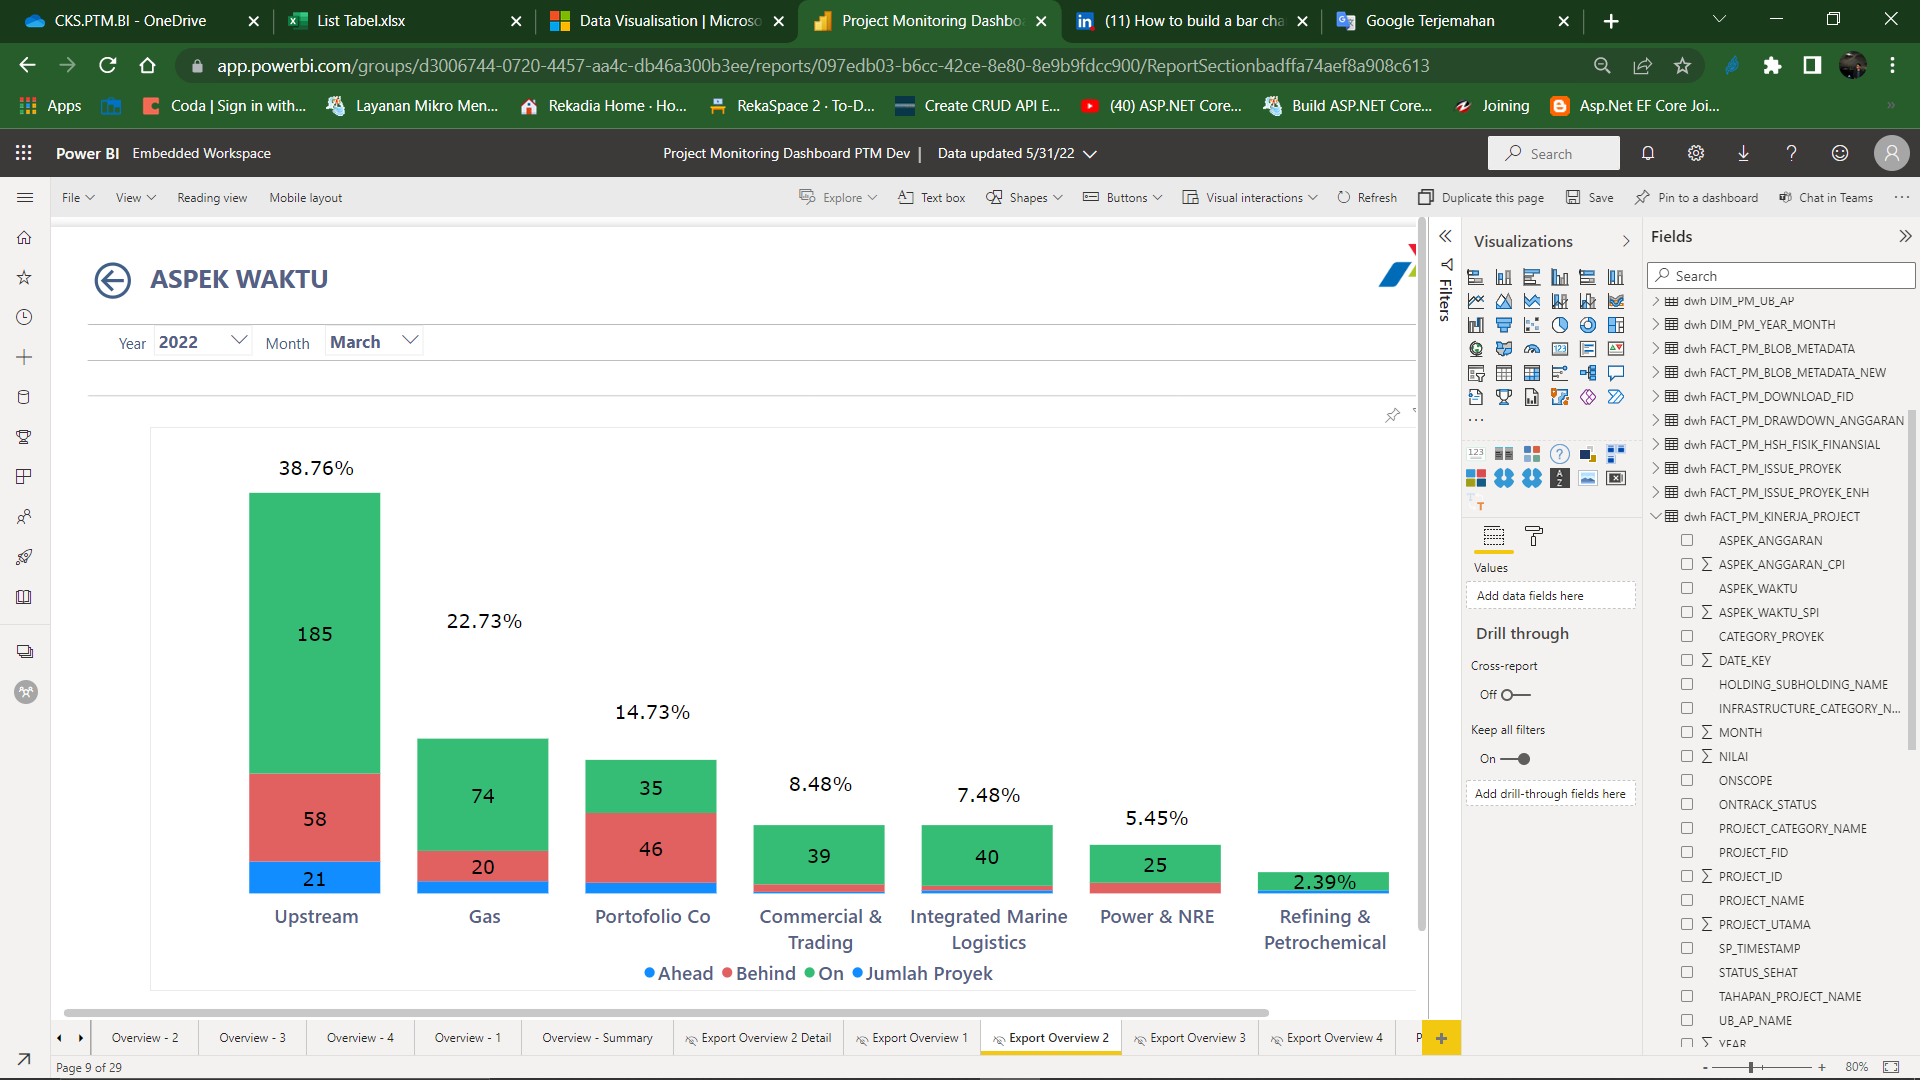 CKS.PTM.BI - OneDrive
List Tabel.xlsx
Data Visualisation | Microso
Project Monitoring Dashbo
(11) How to build a bar cha
Google Terjemahan
app.powerbi.com/groups/d3006744-0720-4457-aa4c-db46a300b3ee/reports/097edb03-b6cc-42ce-8e80-8e9b9fdcc900/ReportSectionbadffa74aef8a908c613
Apps
Coda | Sign in with...
Layanan Mikro Men...
Rekadia Home · Ho...
RekaSpace 2 · To-D...
Create CRUD API E...
(40) ASP.NET Core...
Build ASP.NET Core...
Joining
Asp.Net EF Core Joi...
Power BI Embedded Workspace
Project Monitoring Dashboard PTM Dev | Data updated 5/31/22
Search
File
View
Reading view
Mobile layout
Explore
Text box
Shapes
Buttons
Visual interactions
Refresh
Duplicate this page
Save
Pin to a dashboard
Chat in Teams
ASPEK WAKTU
Year 2022 Month March
38.76%
22.73%
14.73%
8.48%
7.48%
5.45%
2.39%
185
58
21
74
20
35
46
39
40
25
Upstream
Gas
Portofolio Co
Commercial &
Trading
Integrated Marine
Logistics
Power & NRE
Refining &
Petrochemical
Ahead Behind On Jumlah Proyek
Filters
Visualizations
Values
Add data fields here
Drill through
Cross-report
Off
Keep all filters
On
Add drill-through fields here
Fields
Search
dwh DIM_PM_UB_AP
dwh DIM_PM_YEAR_MONTH
dwh FACT_PM_BLOB_METADATA
dwh FACT_PM_BLOB_METADATA_NEW
dwh FACT_PM_DOWNLOAD_FID
dwh FACT_PM_DRAWDOWN_ANGGARAN
dwh FACT_PM_HSH_FISIK_FINANSIAL
dwh FACT_PM_ISSUE_PROYEK
dwh FACT_PM_ISSUE_PROYEK_ENH
dwh FACT_PM_KINERJA_PROJECT
ASPEK_ANGGARAN
ASPEK_ANGGARAN_CPI
ASPEK_WAKTU
ASPEK_WAKTU_SPI
CATEGORY_PROYEK
DATE_KEY
HOLDING_SUBHOLDING_NAME
INFRASTRUCTURE_CATEGORY_N...
MONTH
NILAI
ONSCOPE
ONTRACK_STATUS
PROJECT_CATEGORY_NAME
PROJECT_FID
PROJECT_ID
PROJECT_NAME
PROJECT_UTAMA
SP_TIMESTAMP
STATUS_SEHAT
TAHAPAN_PROJECT_NAME
UB_AP_NAME
YEAR
Overview - 2
Overview - 3
Overview - 4
Overview - 1
Overview - Summary
Export Overview 2 Detail
Export Overview 1
Export Overview 2
Export Overview 3
Export Overview 4
P
Page 9 of 29
80%